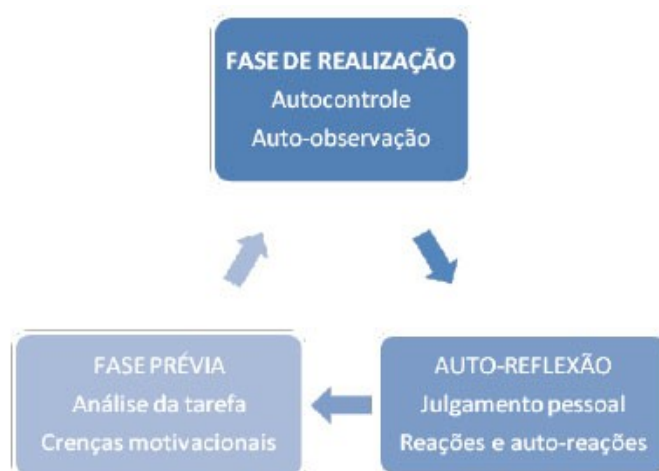 FASE DE REALIZAÇÃO
Autocontrole
Auto-observação
FASE PRÉVIA
Análise da tarefa
Crenças motivacionais
AUTO-REFLEXÃO
Julgamento pessoal
Reações e auto-reações